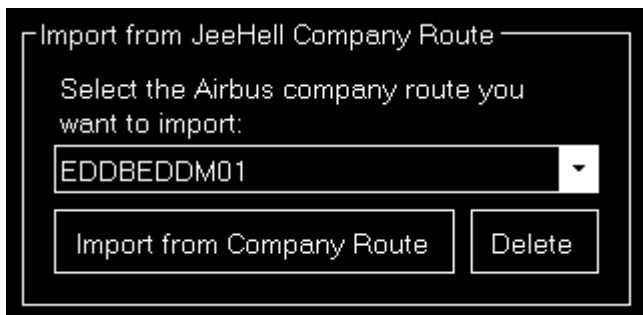 Import from JeeHell Company Route
Select the Airbus company route you
want to import:
EDDBEDDM01
Import from Company Route
Delete